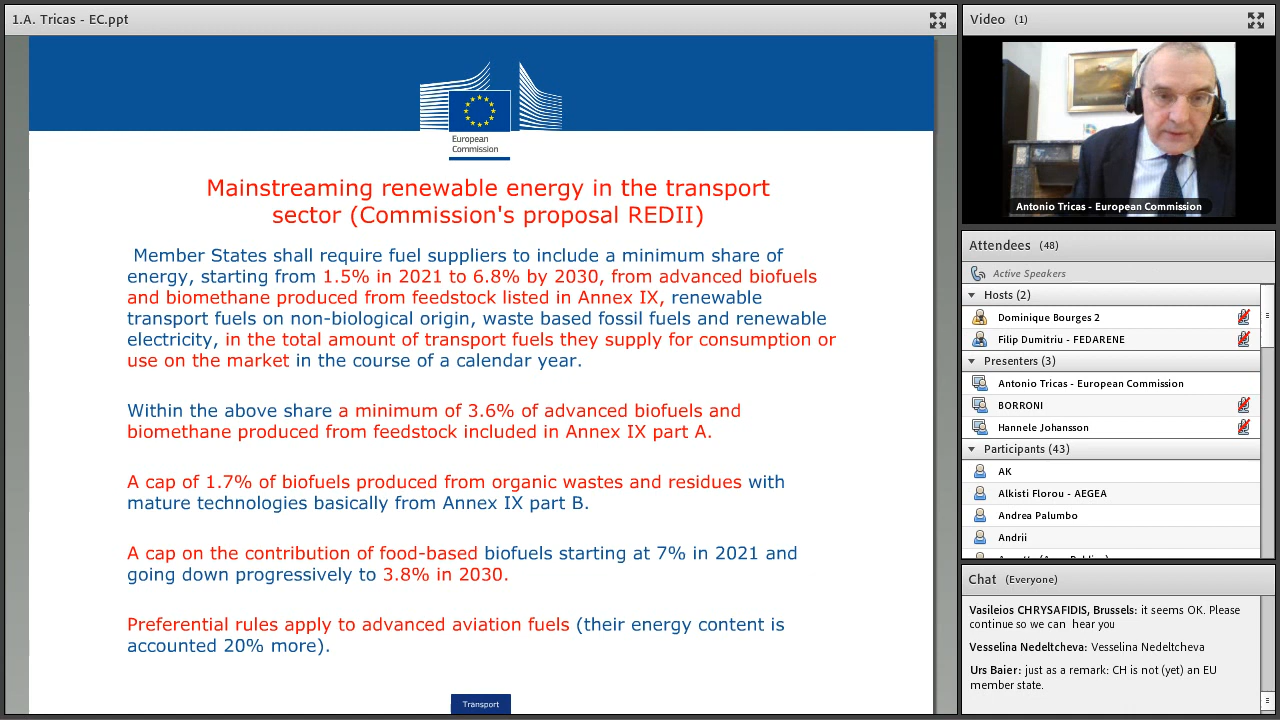 1.A. Tricas - EC.ppt
European
Commission
Mainstreaming renewable energy in the transport
sector (Commission's proposal REDII)
Member States shall require fuel suppliers to include a minimum share of
energy, starting from 1.5% in 2021 to 6.8% by 2030, from advanced biofuels
and biomethane produced from feedstock listed in Annex IX, renewable
transport fuels on non-biological origin, waste based fossil fuels and renewable
electricity, in the total amount of transport fuels they supply for consumption or
use on the market in the course of a calendar year.
Within the above share a minimum of 3.6% of advanced biofuels and
biomethane produced from feedstock included in Annex IX part A.
A cap of 1.7% of biofuels produced from organic wastes and residues with
mature technologies basically from Annex IX part B.
A cap on the contribution of food-based biofuels starting at 7% in 2021 and
going down progressively to 3.8% in 2030.
Preferential rules apply to advanced aviation fuels (their energy content is
accounted 20% more).
Transport
Video (1)
Antonio Tricas - European Commission
Attendees (48)
Active Speakers
Hosts (2)
Dominique Bourges 2
Filip Dumitriu - FEDARENE
Presenters (3)
Antonio Tricas - European Commission
BORRONI
Hannele Johansson
Participants (43)
AK
Alkisti Florou - AEGEA
Andrea Palumbo
Andrii
Chat (Everyone)
Vasileios CHRYSAFIDIS, Brussels: it seems OK. Please
continue so we can hear you
Vesselina Nedeltcheva: Vesselina Nedeltcheva
Urs Baier: just as a remark: CH is not (yet) an EU
member state.